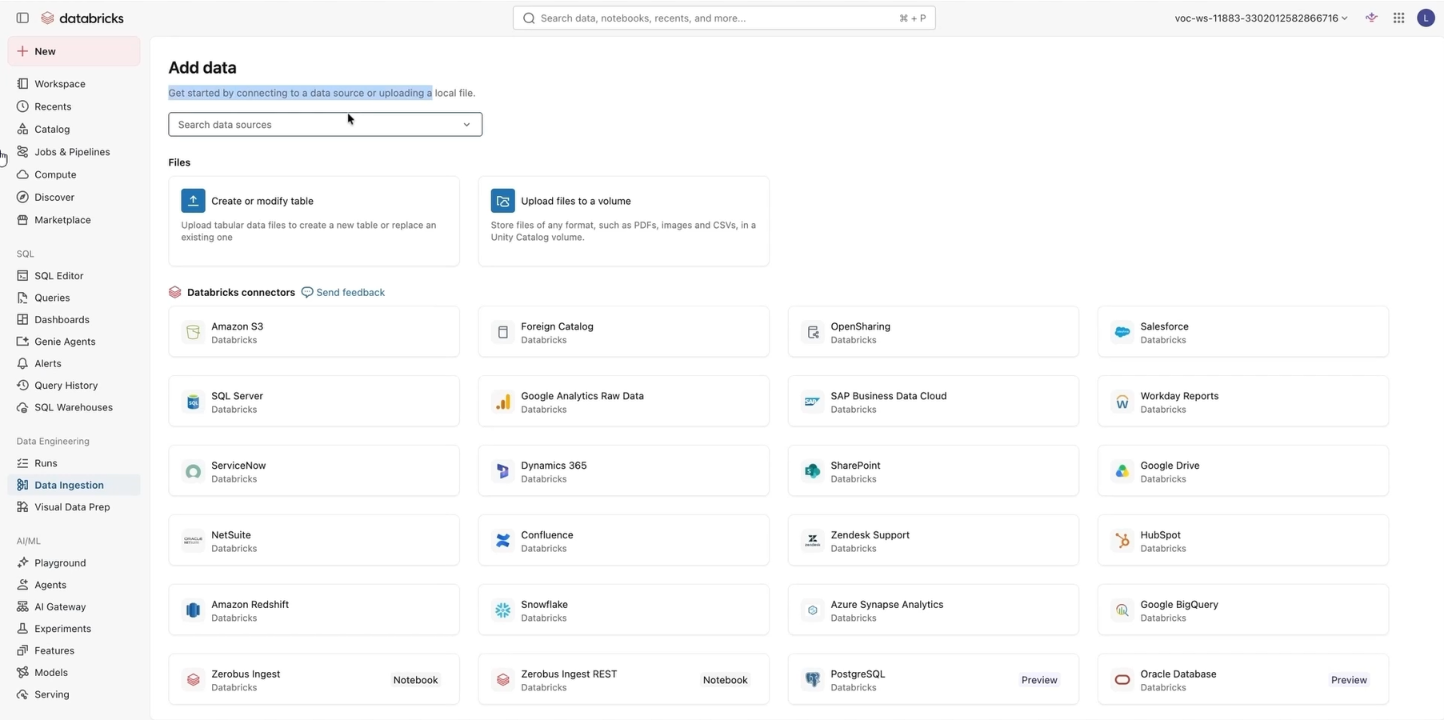 databricks
Search data, notebooks, recents, and more...
⌘ + P
voc-ws-11883-3302012582866716
L
New
Workspace
Recents
Catalog
Jobs & Pipelines
Compute
Discover
Marketplace
SQL
SQL Editor
Queries
Dashboards
Genie Agents
Alerts
Query History
SQL Warehouses
Data Engineering
Runs
Data Ingestion
Visual Data Prep
AI/ML
Playground
Agents
AI Gateway
Experiments
Features
Models
Serving
Add data
Get started by connecting to a data source or uploading a local file.
Search data sources
Files
Create or modify table
Upload tabular data files to create a new table or replace an
existing one
Upload files to a volume
Store files of any format, such as PDFs, images and CSVs, in a
Unity Catalog volume.
Databricks connectors
Send feedback
Amazon S3
Databricks
Foreign Catalog
Databricks
OpenSharing
Databricks
Salesforce
Databricks
SQL Server
Databricks
Google Analytics Raw Data
Databricks
SAP
SAP Business Data Cloud
Databricks
Workday Reports
Databricks
ServiceNow
Databricks
Dynamics 365
Databricks
SharePoint
Databricks
Google Drive
Databricks
NetSuite
Databricks
Confluence
Databricks
Zendesk Support
Databricks
HubSpot
Databricks
Amazon Redshift
Databricks
Snowflake
Databricks
Azure Synapse Analytics
Databricks
Google BigQuery
Databricks
Zerobus Ingest
Databricks
Notebook
Zerobus Ingest REST
Databricks
Notebook
PostgreSQL
Databricks
Preview
Oracle Database
Databricks
Preview